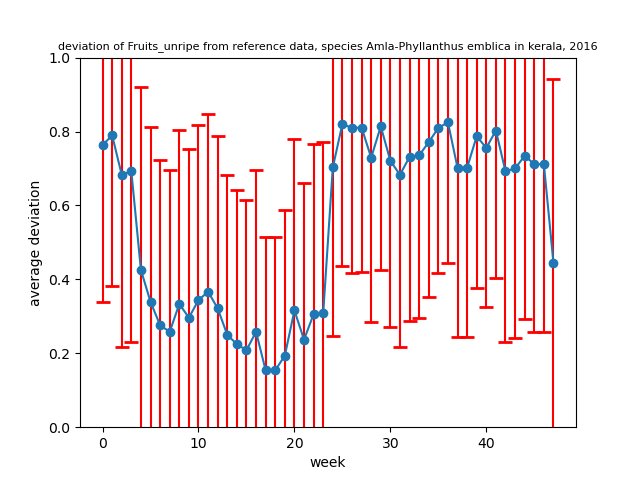 deviation of Fruits_unripe from reference data, species Amla-Phyllanthus emblica in kerala, 2016
1.0
0.8
0.6
0.4
0.2
0.0
average deviation
0 10 20 30 40
week